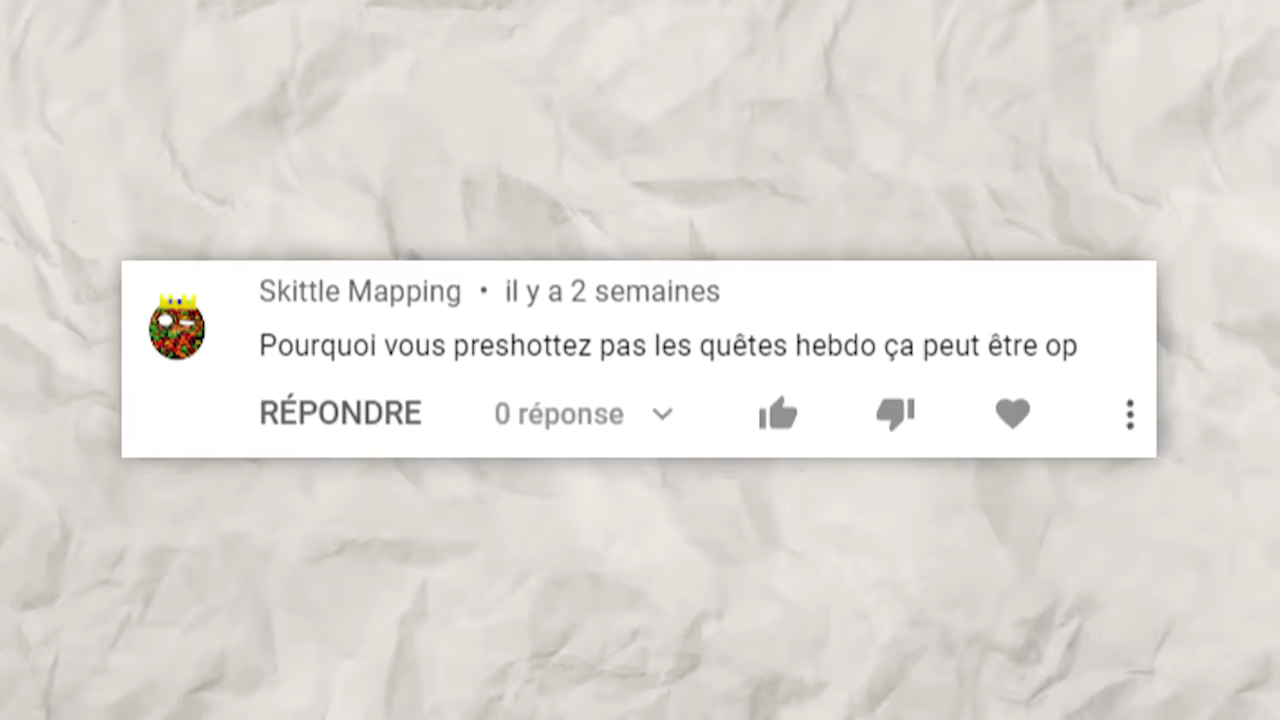 Skittle Mapping • il y a 2 semaines
Pourquoi vous preshottez pas les quêtes hebdo ça peut être op
RÉPONDRE 0 réponse